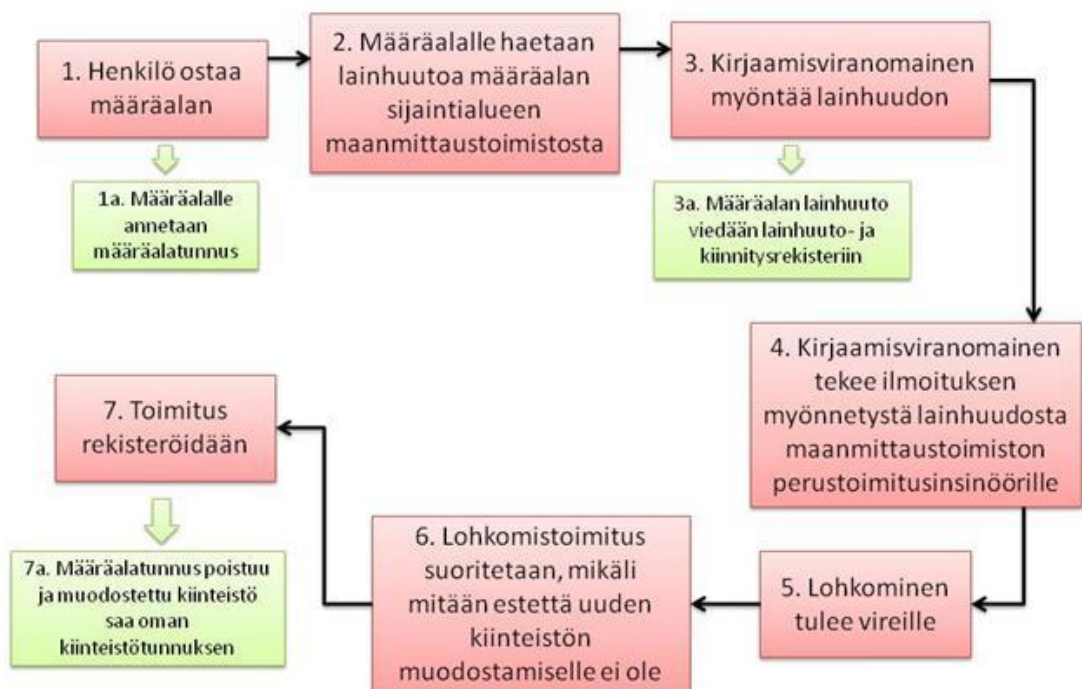 1. Henkilö ostaa
määräalan
2. Määräalalle haetaan
lainhuutoa määräalan
sijaintialueen
maanmittaustoimistosta
3. Kirjaamisviranomainen
myöntää lainhuudon
1a. Määräalalle
annetaan
määräalatunnus
3a. Määräalan lainhuuto
viedään lainhuuto- ja
kiinnitysrekisteriin
4. Kirjaamisviranomainen
tekee ilmoituksen
myönnetystä lainhuudosta
maanmittaustoimiston
perustoimitusinsinöörille
5. Lohkominen
tulee vireille
6. Lohkomistoimitus
suoritetaan, mikäli
mitään estettä uuden
kiinteistön
muodostamiselle ei ole
7. Toimitus
rekisteröidään
7a. Määräalatunnus poistuu
ja muodostettu kiinteistö
saa oman
kiinteistötunnuksen